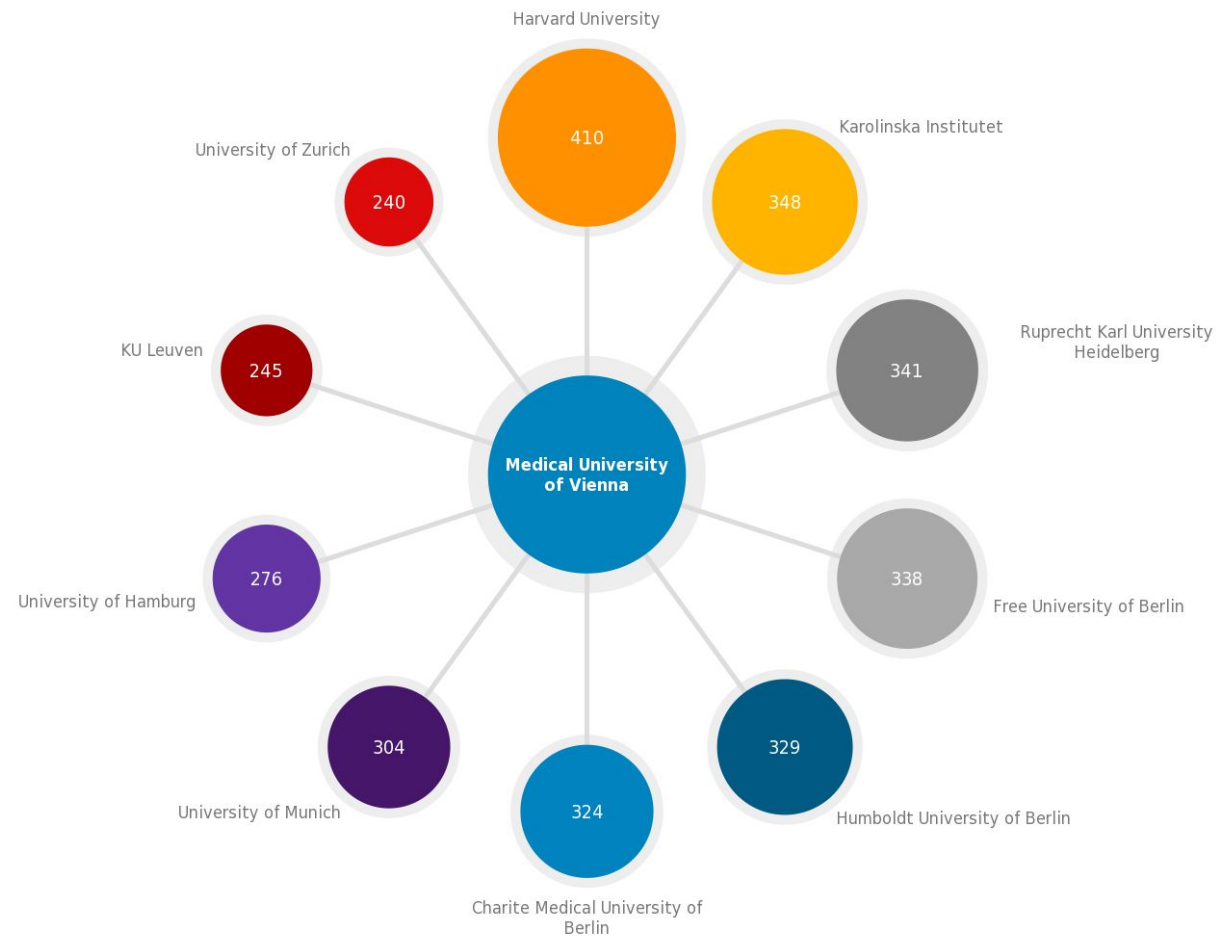 Harvard University
410
Karolinska Institutet
348
University of Zurich
240
Ruprecht Karl University
Heidelberg
341
KU Leuven
245
Medical University
of Vienna
University of Hamburg
276
Free University of Berlin
338
University of Munich
304
Humboldt University of Berlin
329
324
Charite Medical University of
Berlin